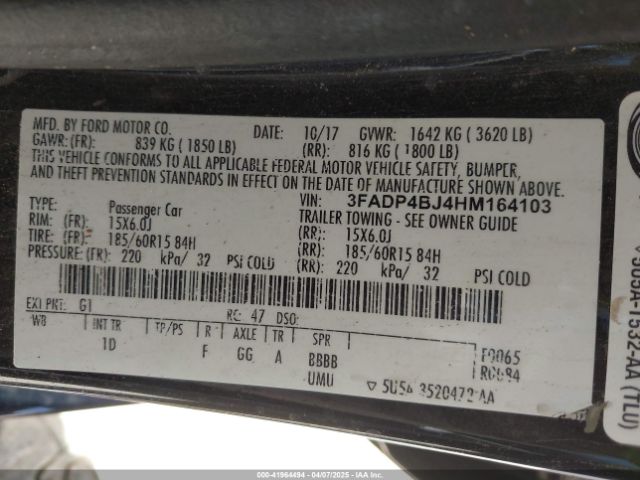 MFD. BY FORD MOTOR CO. DATE: 10/17 GVWR: 1642 KG ( 3620 LB)
GAWR: (FR): 839 KG ( 1850 LB) (RR): 816 KG ( 1800 LB)
THIS VEHICLE CONFORMS TO ALL APPLICABLE FEDERAL MOTOR VEHICLE SAFETY, BUMPER,
AND THEFT PREVENTION STANDARDS IN EFFECT ON THE DATE OF MANUFACTURE SHOWN ABOVE.
VIN: 3FADP4BJ4HM164103
TYPE: Passenger Car TRAILER TOWING - SEE OWNER GUIDE
RIM: (FR): 15X6.0J (RR): 15X6.0J
TIRE: (FR): 185/60R15 84H (RR): 185/60R15 84H
PRESSURE: (FR): 220 kPa/ 32 PSI COLD (RR): 220 kPa/ 32 PSI COLD
EXT PNT: G1 RC: 47 DSO:
WB INT TR TP/PS R AXLE TR SPR
1D F GG A BBBB F0065
UMU
5U5A 3520472 AA
(TLU)
000-41964494 - 04/07/2025 - IAAI.COM